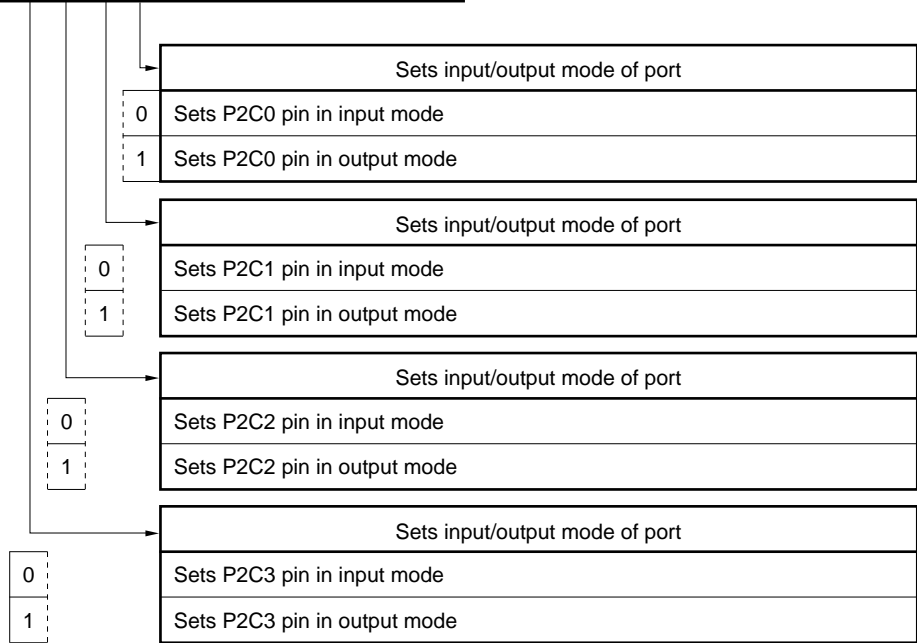 Sets input/output mode of port
0 Sets P2C0 pin in input mode
1 Sets P2C0 pin in output mode
Sets input/output mode of port
0 Sets P2C1 pin in input mode
1 Sets P2C1 pin in output mode
Sets input/output mode of port
0 Sets P2C2 pin in input mode
1 Sets P2C2 pin in output mode
Sets input/output mode of port
0 Sets P2C3 pin in input mode
1 Sets P2C3 pin in output mode